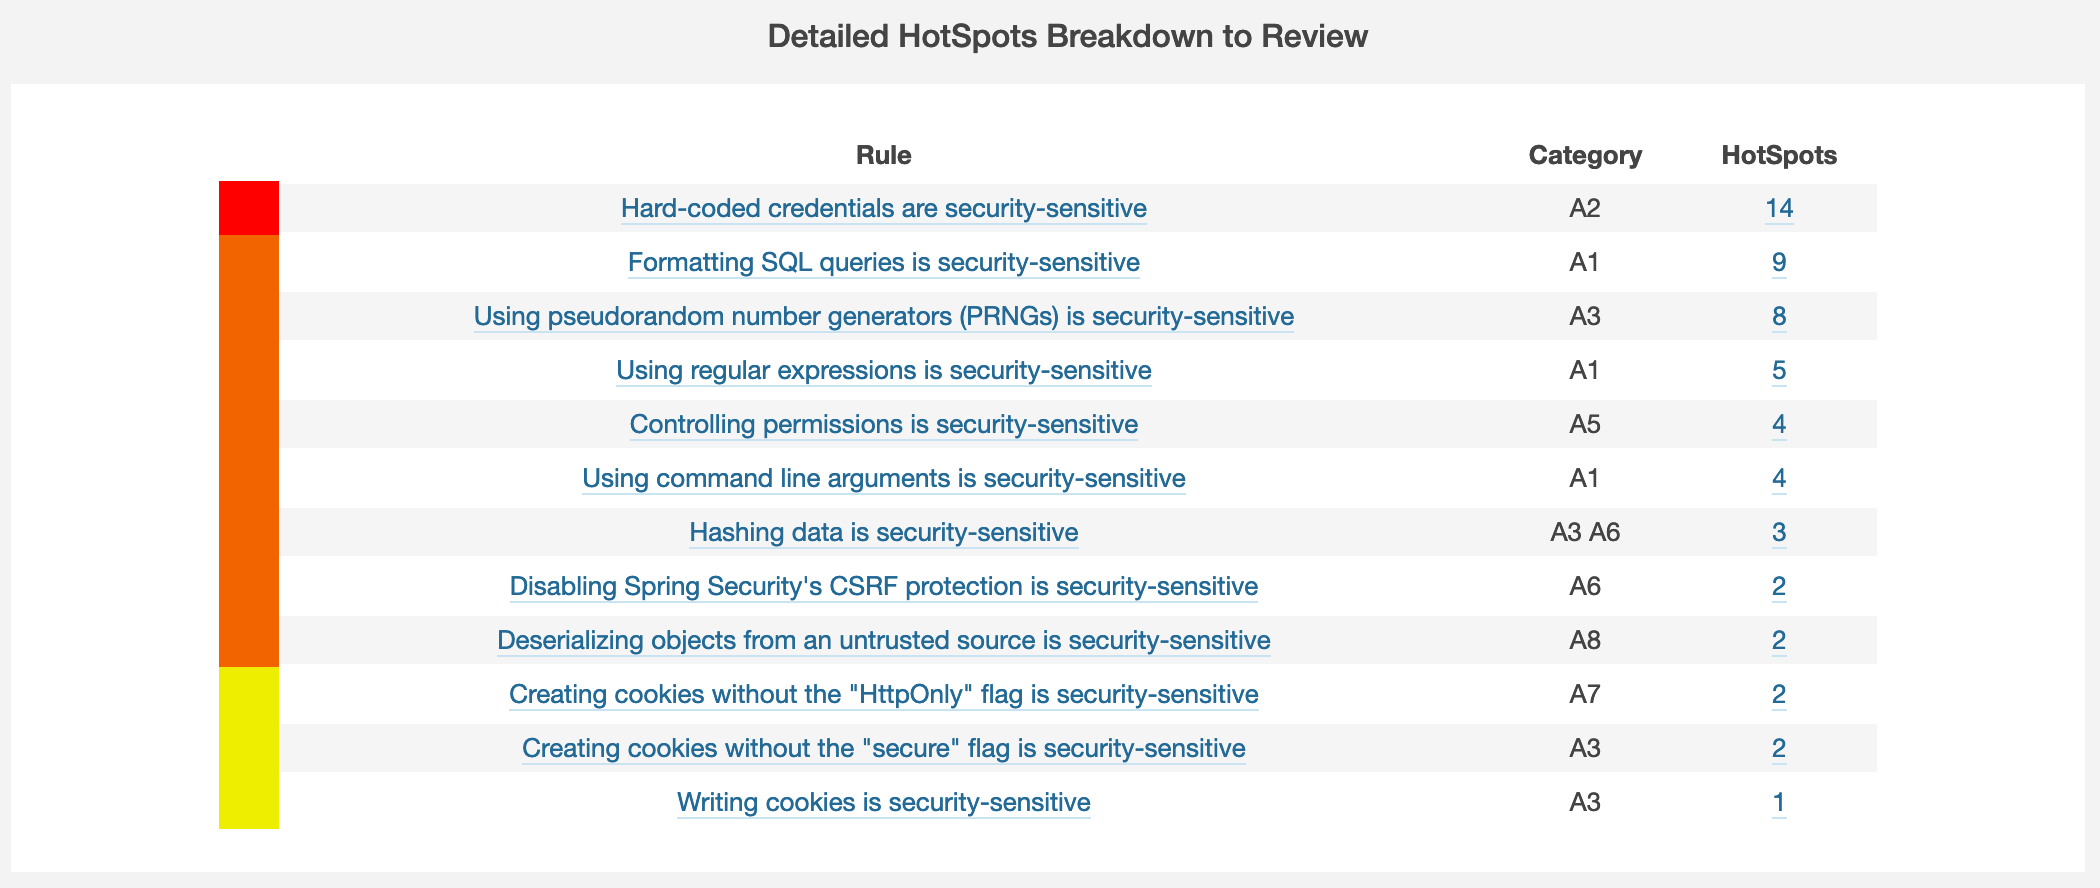 Detailed HotSpots Breakdown to Review
Rule Category HotSpots
Hard-coded credentials are security-sensitive A2 14
Formatting SQL queries is security-sensitive A1 9
Using pseudorandom number generators (PRNGs) is security-sensitive A3 8
Using regular expressions is security-sensitive A1 5
Controlling permissions is security-sensitive A5 4
Using command line arguments is security-sensitive A1 4
Hashing data is security-sensitive A3 A6 3
Disabling Spring Security's CSRF protection is security-sensitive A6 2
Deserializing objects from an untrusted source is security-sensitive A8 2
Creating cookies without the "HttpOnly" flag is security-sensitive A7 2
Creating cookies without the "secure" flag is security-sensitive A3 2
Writing cookies is security-sensitive A3 1